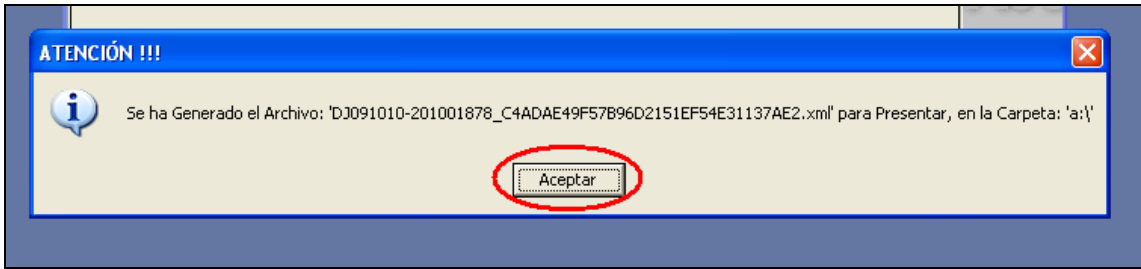 ATENCIÓN !!!
Se ha Generado el Archivo: 'DJ091010-201001878_C4ADAE49F57B96D2151EF54E31137AE2.xml' para Presentar, en la Carpeta: 'a:\'
Aceptar